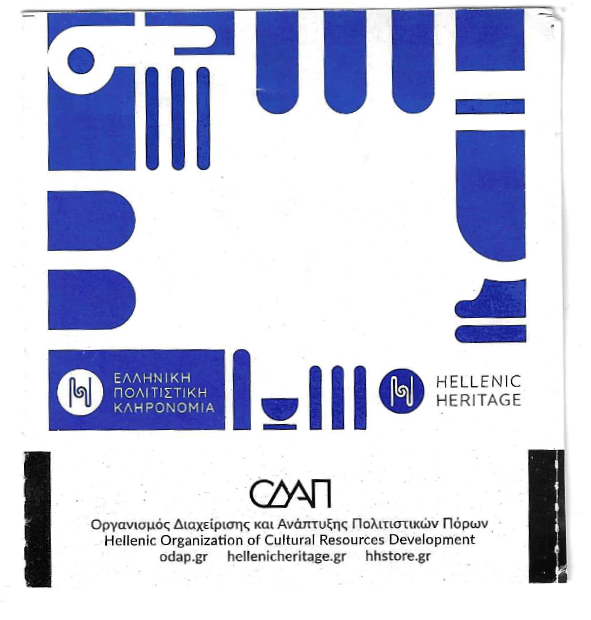 ΕΛΛΗΝΙΚΗ
ΠΟΛΙΤΙΣΤΙΚΗ
ΚΛΗΡΟΝΟΜΙΑ
HELLENIC
HERITAGE
ΟΔΑΠ
Οργανισμός Διαχείρισης και Ανάπτυξης Πολιτιστικών Πόρων
Hellenic Organization of Cultural Resources Development
odap.gr hellenicheritage.gr hhstore.gr